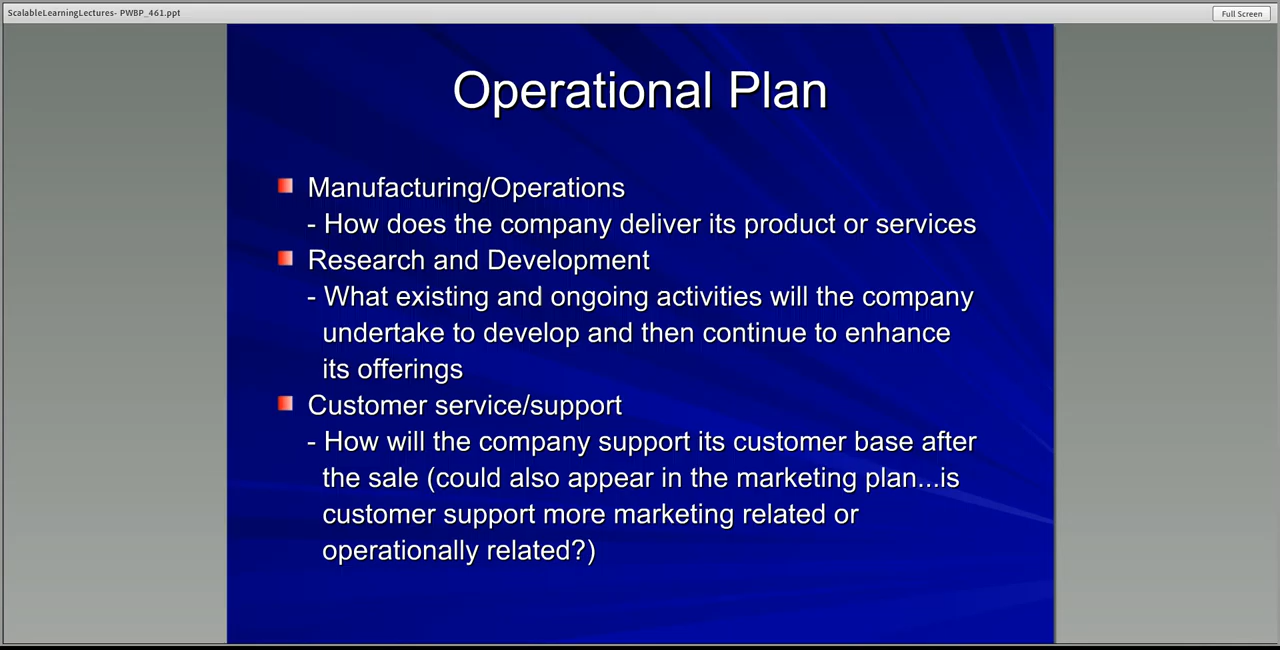 ScalableLearningLectures- PWBP_461.ppt
Full Screen
Operational Plan
Manufacturing/Operations
- How does the company deliver its product or services
Research and Development
- What existing and ongoing activities will the company
undertake to develop and then continue to enhance
its offerings
Customer service/support
- How will the company support its customer base after
the sale (could also appear in the marketing plan...is
customer support more marketing related or
operationally related?)